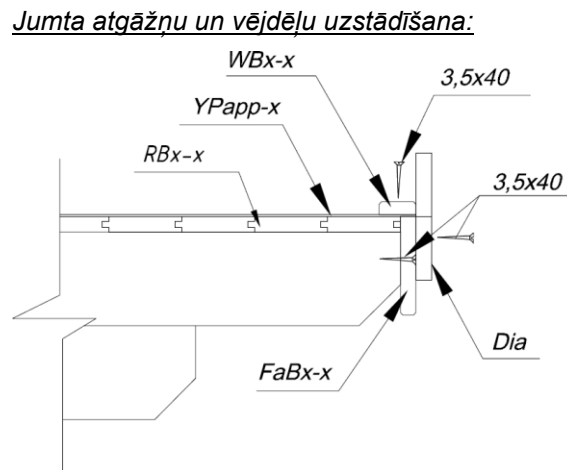 Jumta atgāžņu un vējdēļu uzstādīšana:
WBx-x
3,5x40
YPapp-x
RBx-x
3,5x40
Dia
FaBx-x